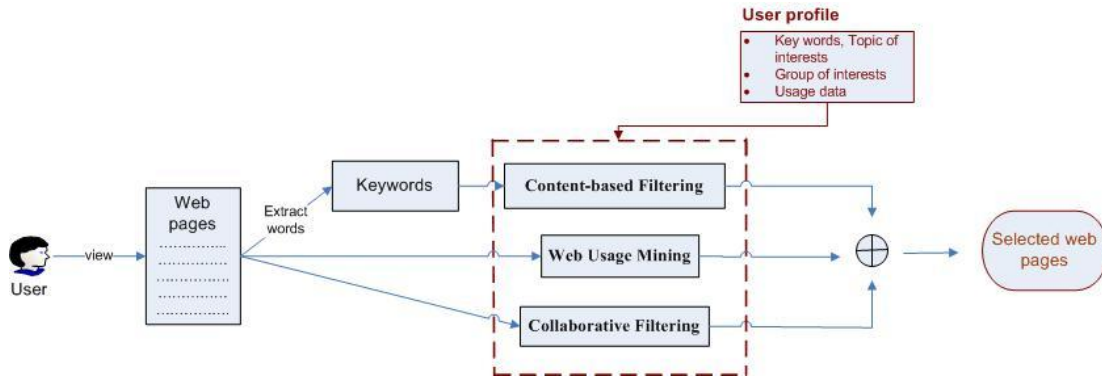 User profile
• Key words, Topic of
interests
• Group of interests
• Usage data
Keywords
Content-based Filtering
Web
pages
Extract
words
view
User
Web Usage Mining
Selected web
pages
Collaborative Filtering